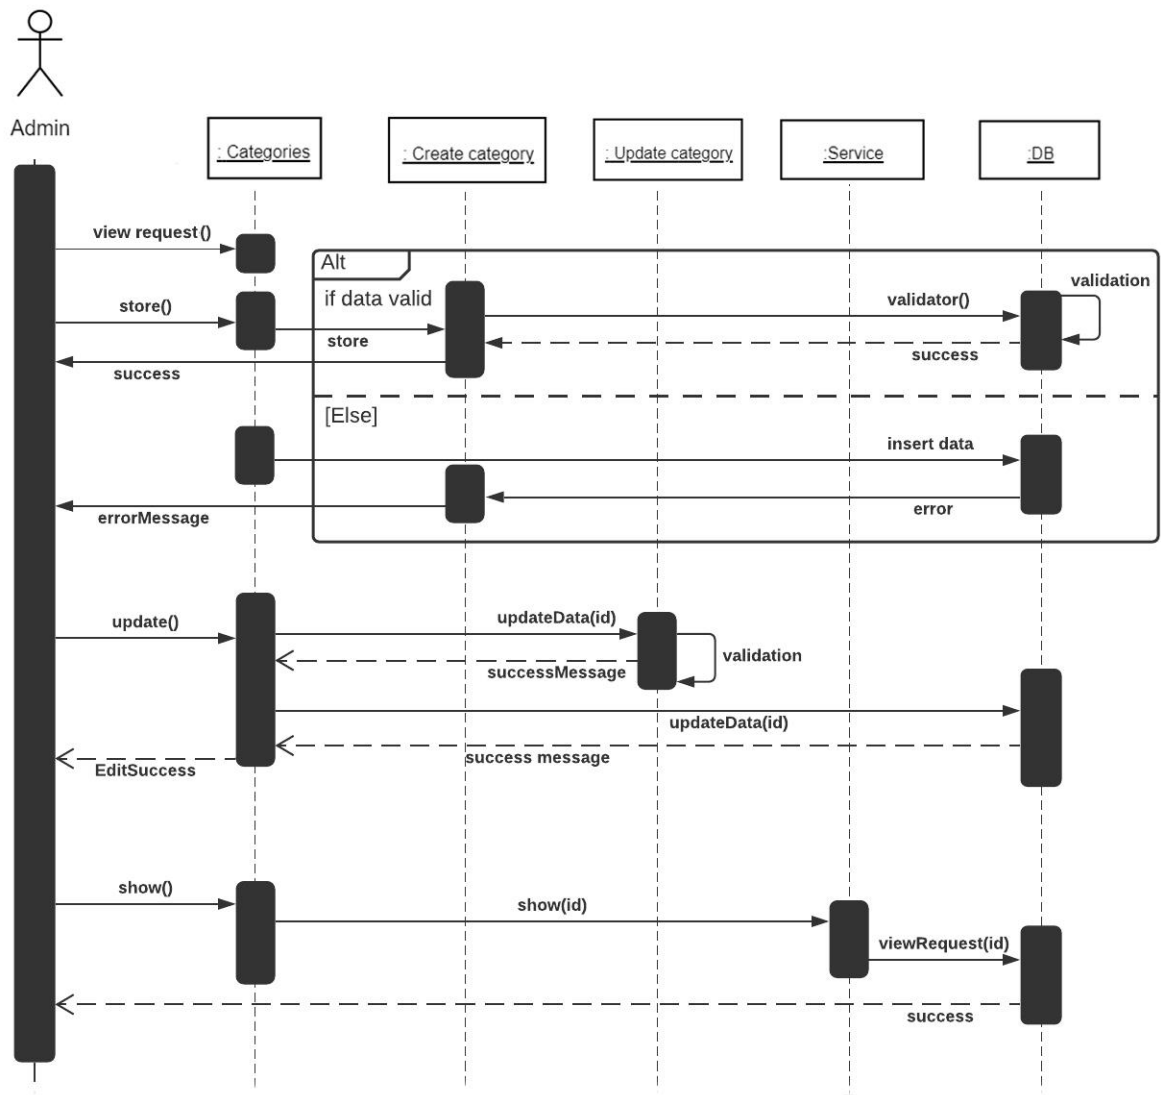 Admin
: Categories
: Create category
: Update category
:Service
:DB
view request()
Alt
validation
if data valid
store()
validator()
store
success
success
[Else]
insert data
errorMessage
error
update()
updateData(id)
validation
successMessage
updateData(id)
success message
EditSuccess
show()
show(id)
viewRequest(id)
success